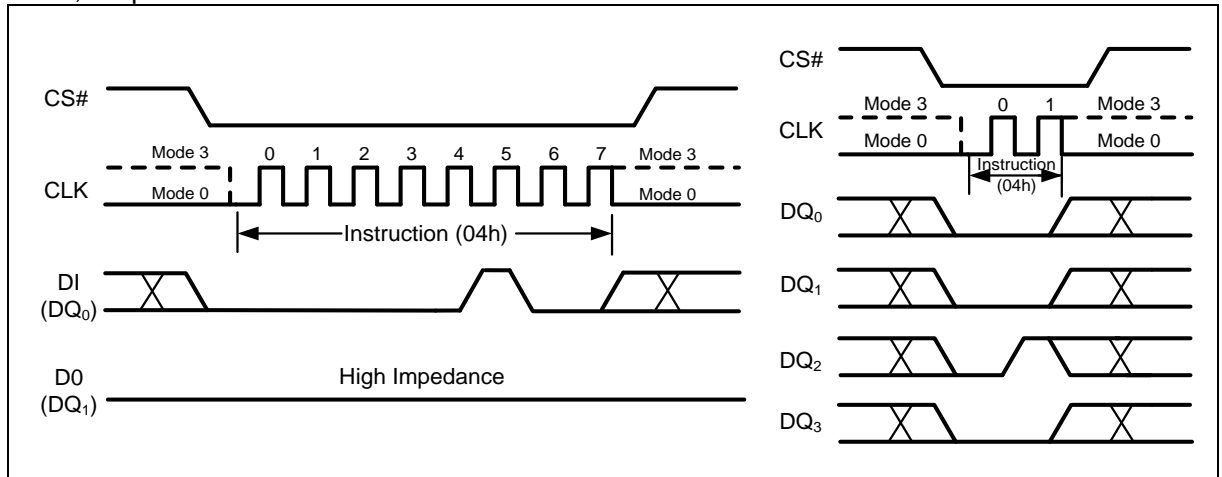 CS#
Mode 3 0 1 2 3 4 5 6 7 Mode 3
CLK
Mode 0 Mode 0
Instruction (04h)
DI
(DQ0)
D0
(DQ1)
High Impedance
CS#
Mode 3 0 1 Mode 3
CLK
Mode 0 Mode 0
Instruction
(04h)
DQ0
DQ1
DQ2
DQ3